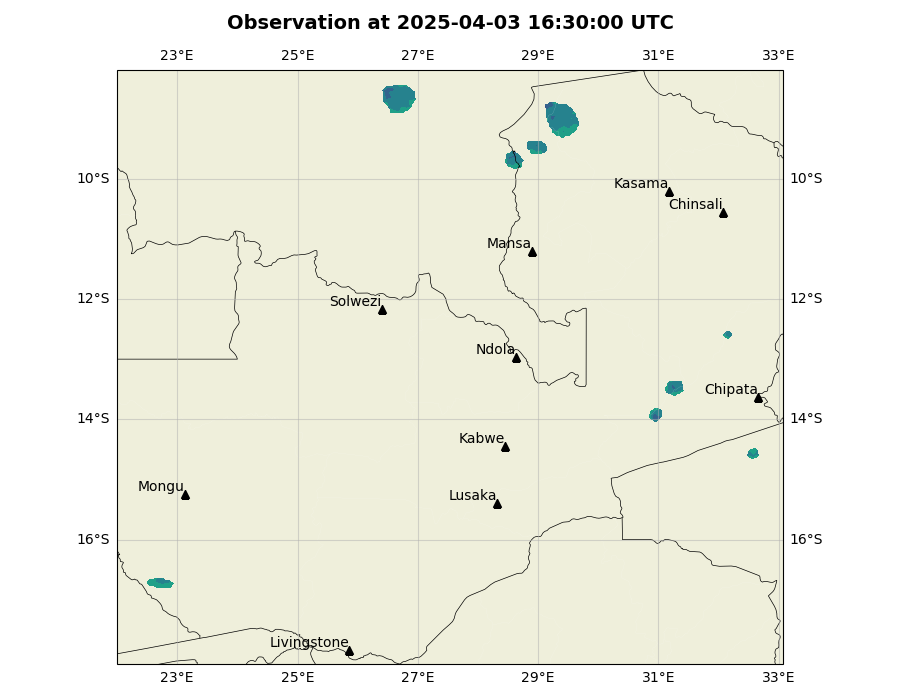 Observation at 2025-04-03 16:30:00 UTC
23°E 25°E 27°E 29°E 31°E 33°E
10°S 10°S
Kasama
Chinsali
Mansa
12°S 12°S
Solwezi
Ndola
Chipata
14°S 14°S
Kabwe
Mongu
Lusaka
16°S 16°S
Livingstone
23°E 25°E 27°E 29°E 31°E 33°E